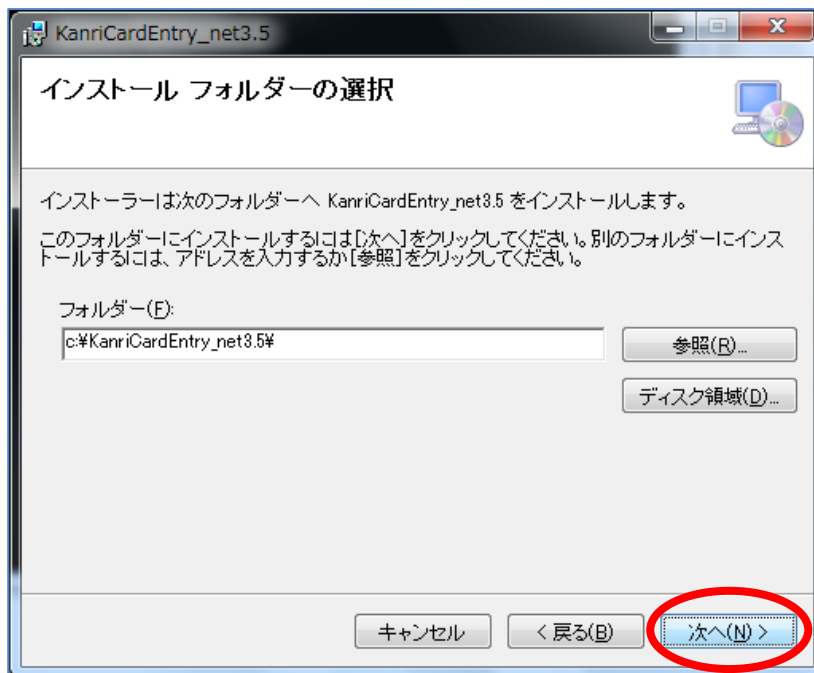 KanriCardEntry_net3.5
インストール フォルダーの選択
インストーラーは次のフォルダーへ KanriCardEntry_net3.5 をインストールします。
このフォルダーにインストールするには[次へ]をクリックしてください。別のフォルダーにインス
トールするには、アドレスを入力するか[参照]をクリックしてください。
フォルダー(F):
c:¥KanriCardEntry_net3.5¥
参照(R)...
ディスク領域(D)...
キャンセル
< 戻る(B)
次へ(N) >